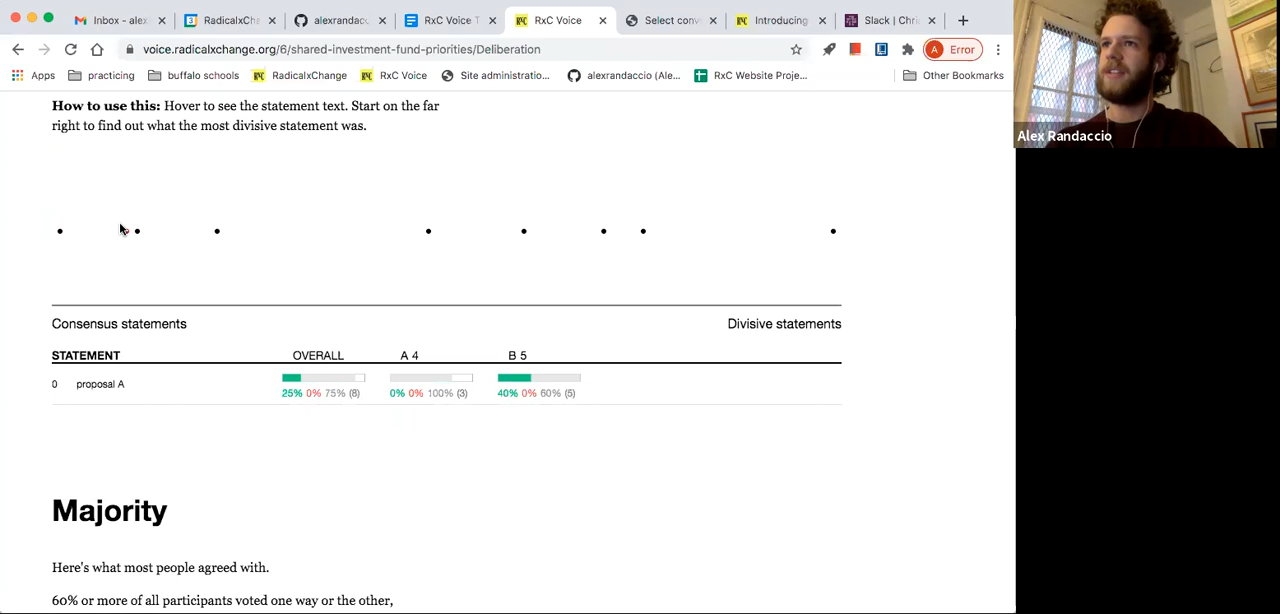 Inbox - alex
RadicalxCha
alexrandacc
RxC Voice T
RxC Voice
Select conv
Introducing
Slack | Chri
voice.radicalxchange.org/6/shared-investment-fund-priorities/Deliberation
A Error
Apps
practicing
buffalo schools
RadicalxChange
RxC Voice
Site administratio...
alexrandaccio (Ale...
RxC Website Proje...
Other Bookmarks
Alex Randaccio
How to use this: Hover to see the statement text. Start on the far
right to find out what the most divisive statement was.
Consensus statements
Divisive statements
STATEMENT OVERALL A 4 B 5
0 proposal A
25% 0% 75% (8) 0% 0% 100% (3) 40% 0% 60% (5)
Majority
Here's what most people agreed with.
60% or more of all participants voted one way or the other,